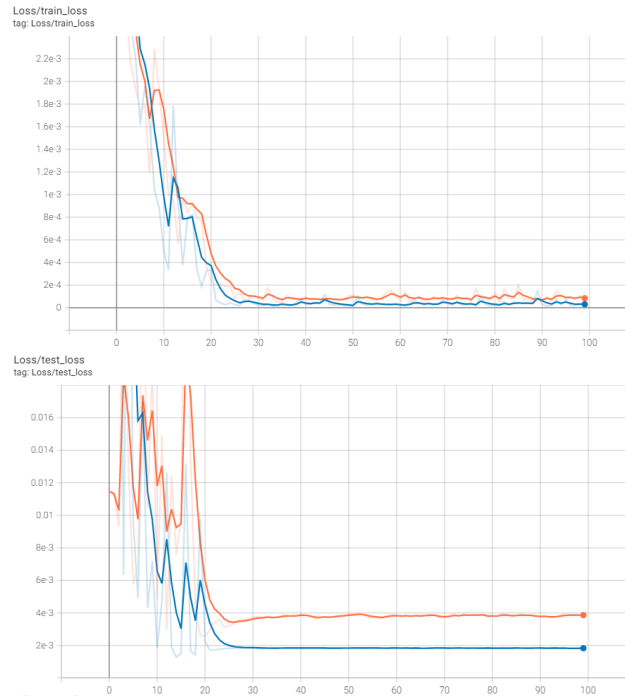 Loss/train_loss
tag: Loss/train_loss
2.2e-3
2e-3
1.8e-3
1.6e-3
1.4e-3
1.2e-3
1e-3
8e-4
6e-4
4e-4
2e-4
0
0 10 20 30 40 50 60 70 80 90 100
Loss/test_loss
tag: Loss/test_loss
0.016
0.014
0.012
0.01
8e-3
6e-3
4e-3
2e-3
0 10 20 30 40 50 60 70 80 90 100